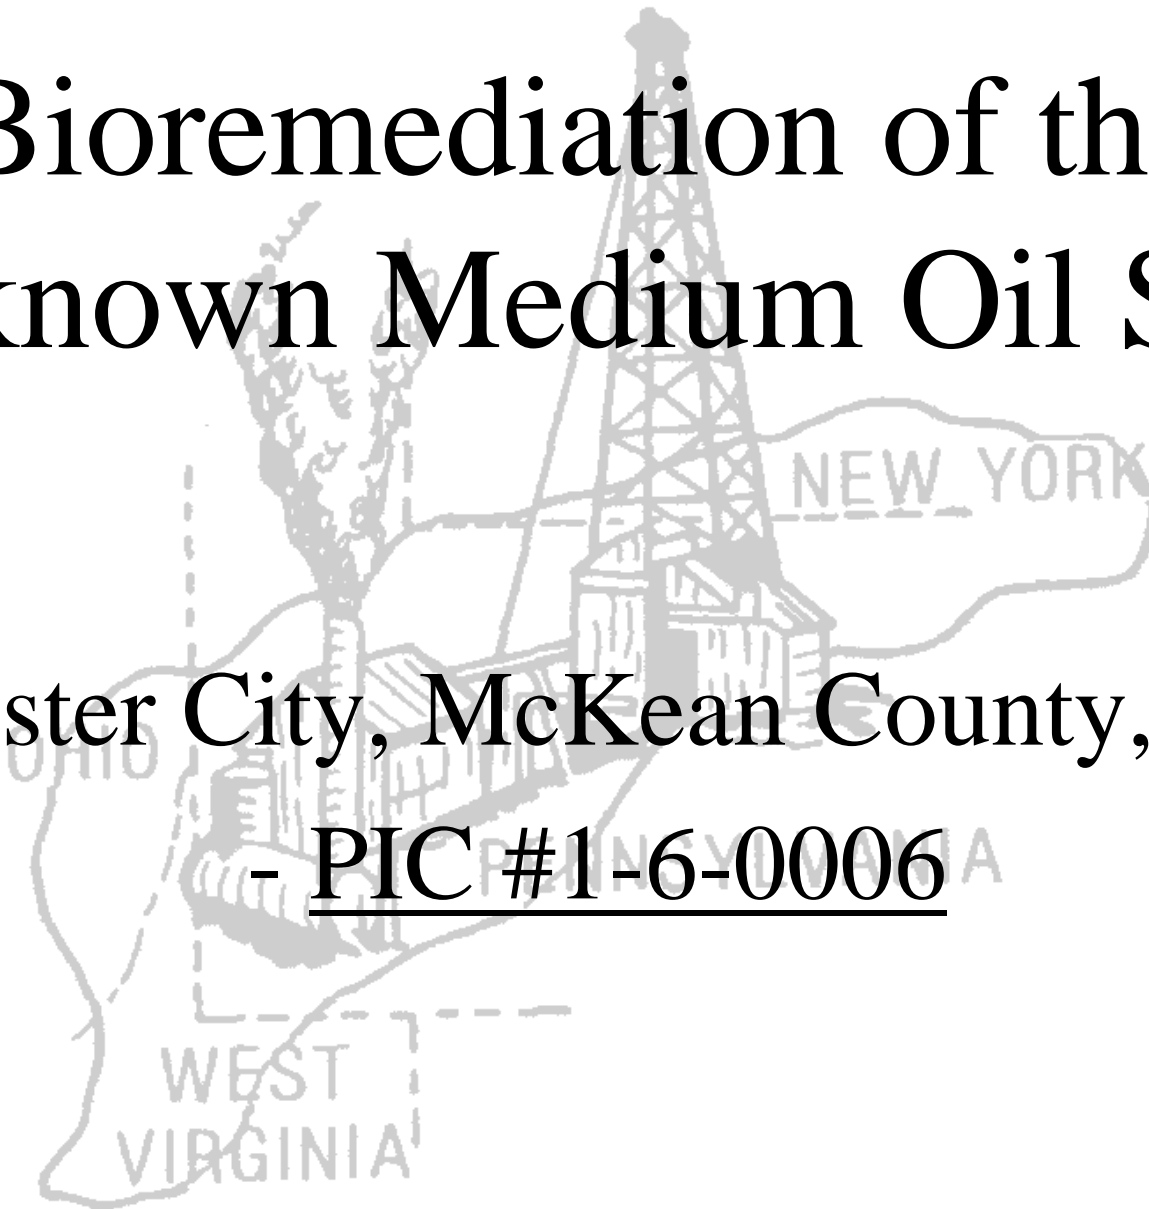 Bioremediation of th
known Medium Oil S
NEW YORK
ster City, McKean County,
OHIO
- PIC #1-6-0006
PENNSYLVANIA
WEST
VIRGINIA